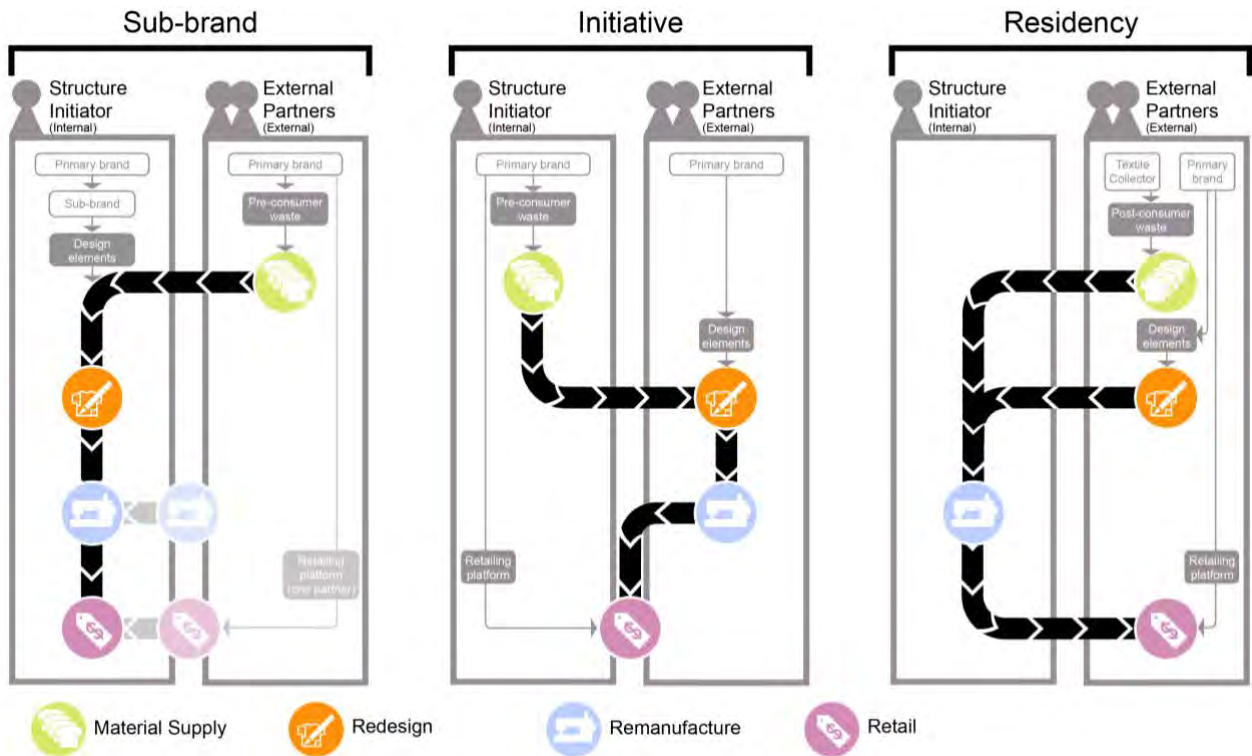 Sub-brand
Initiative
Residency
Structure
Initiator
(Internal)
External
Partners
(External)
Structure
Initiator
(Internal)
External
Partners
(External)
Structure
Initiator
(Internal)
External
Partners
(External)
Primary brand
Sub-brand
Design
elements
Primary brand
Pre-consumer
waste
Retailing
platform
(one partner)
Primary brand
Pre-consumer
waste
Retailing
platform
Primary brand
Design
elements
Textile
Collector
Primary
brand
Post-consumer
waste
Design
elements
Retailing
platform
Material Supply
Redesign
Remanufacture
Retail